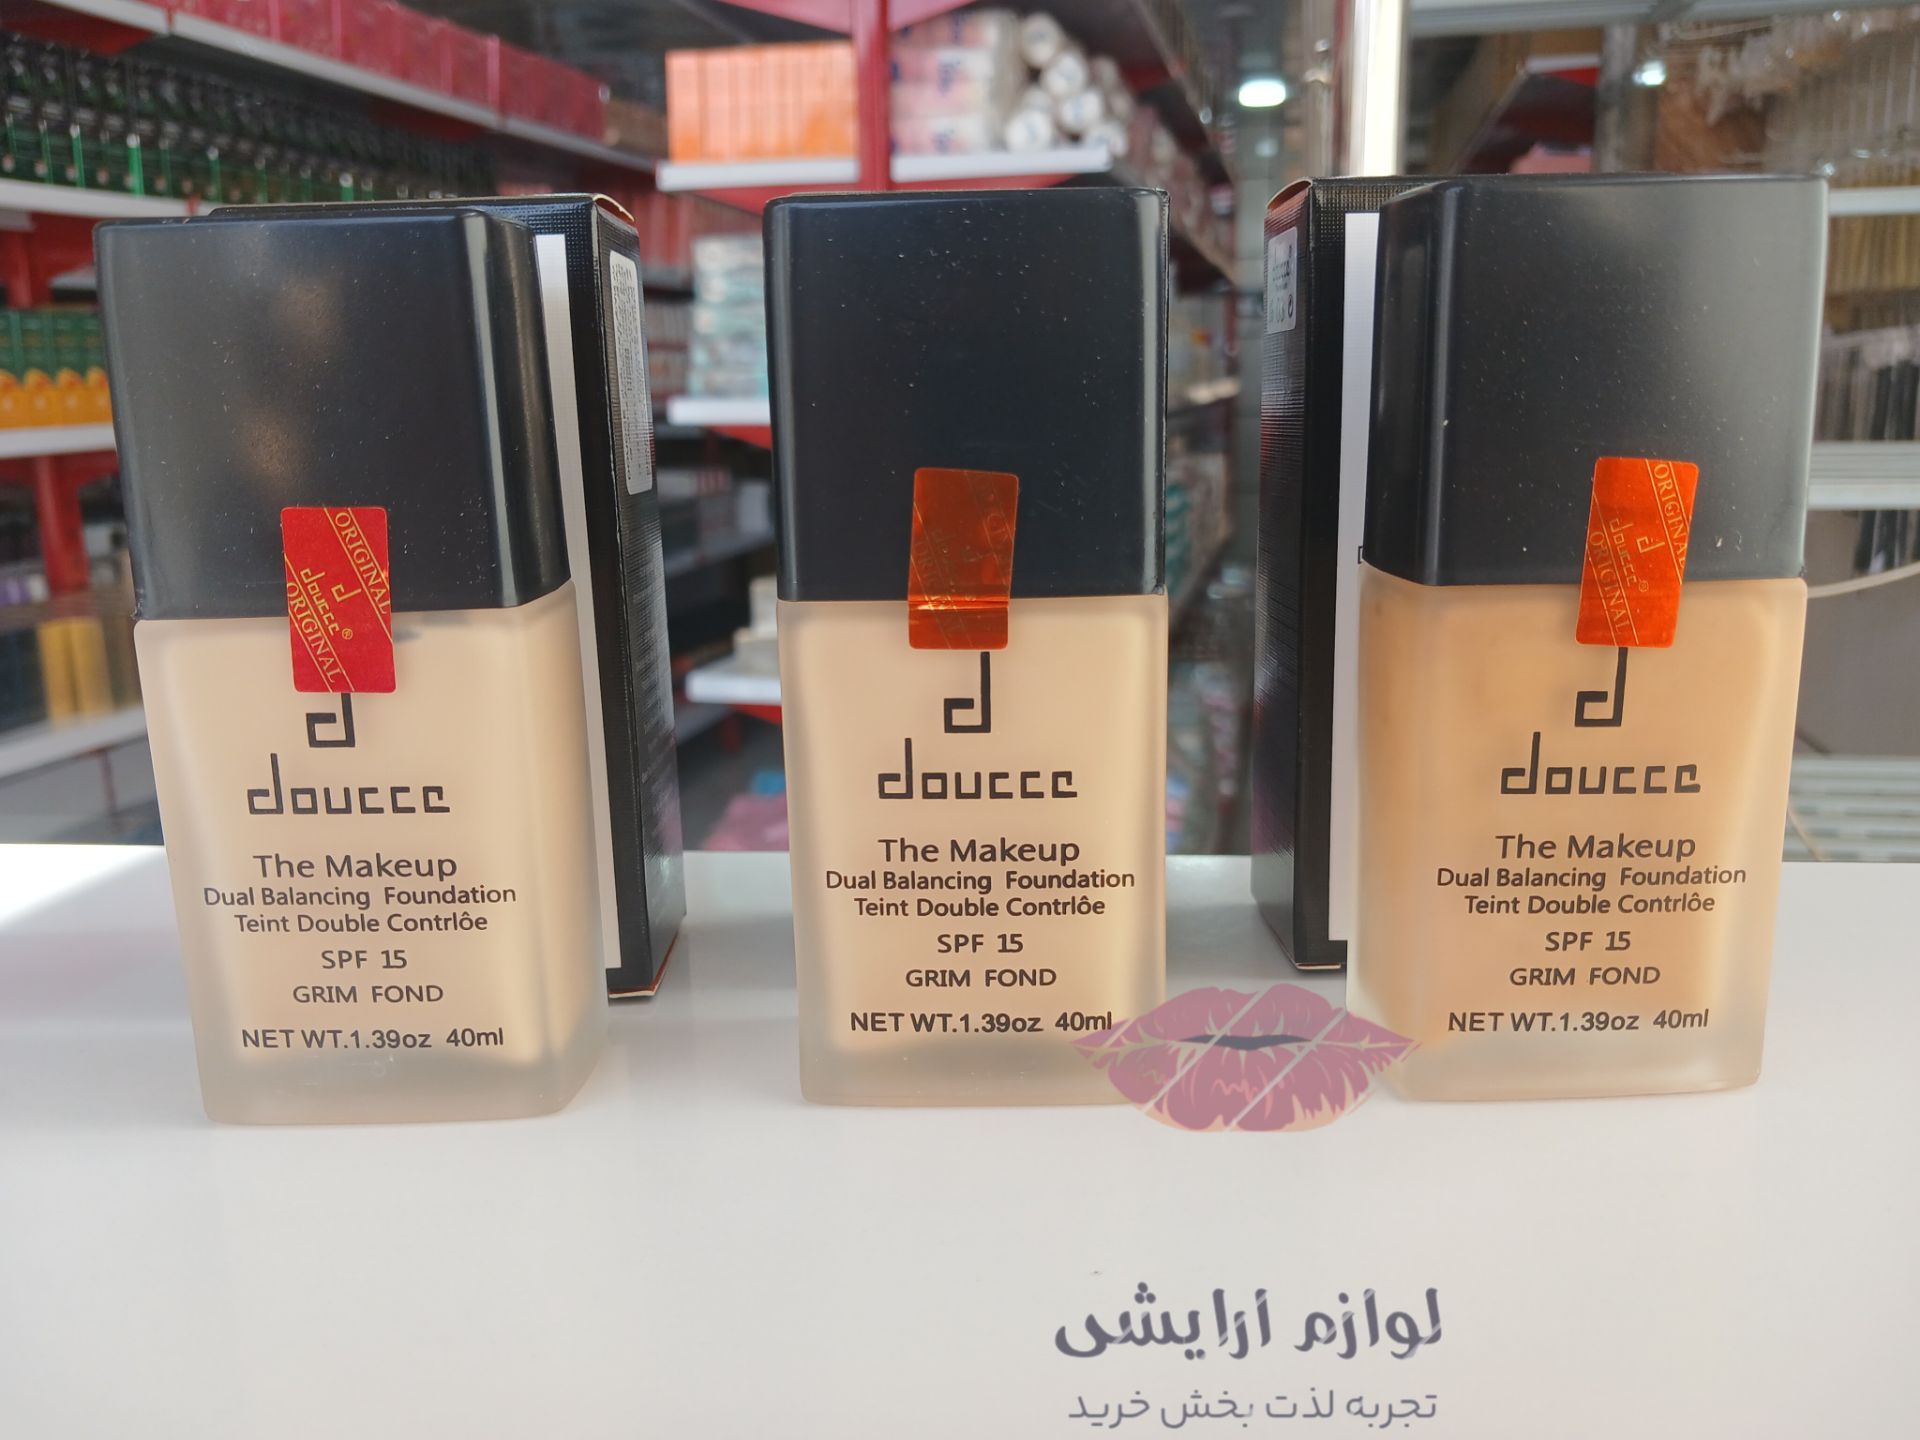 ORIGINAL
doucce®
ORIGINAL
doucce
The Makeup
Dual Balancing Foundation
Teint Double Contrlôe
SPF 15
GRIM FOND
NET WT.1.39oz 40ml
doucce
ORIGINAL
doucce
The Makeup
Dual Balancing Foundation
Teint Double Contrlôe
SPF 15
GRIM FOND
NET WT.1.39oz 40ml
doucce
ORIGINAL
doucce®
ORIGINAL
doucce
The Makeup
Dual Balancing Foundation
Teint Double Contrlôe
SPF 15
GRIM FOND
NET WT.1.39oz 40ml
لوازم آرایشی
تجربه لذت بخش خرید